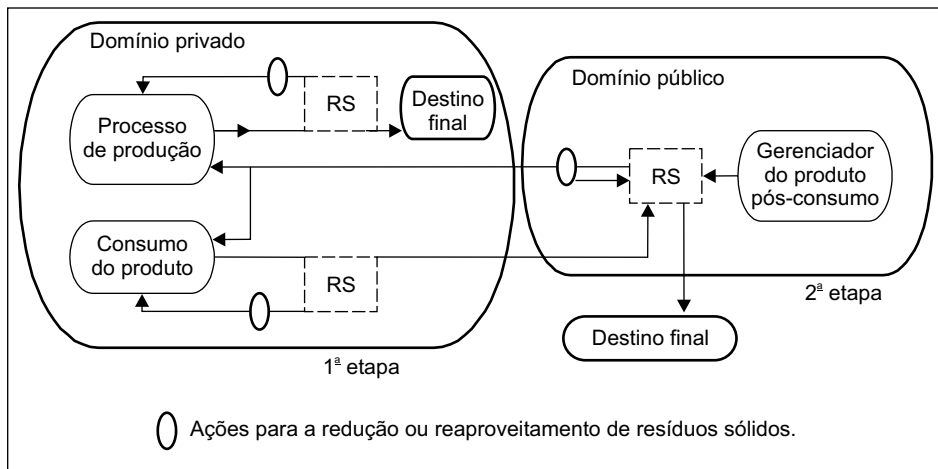 Domínio privado
RS
Destino
final
Processo
de produção
Consumo
do produto
RS
1ª etapa
Domínio público
RS
Gerenciador
do produto
pós-consumo
2ª etapa
Destino final
Ações para a redução ou reaproveitamento de resíduos sólidos.